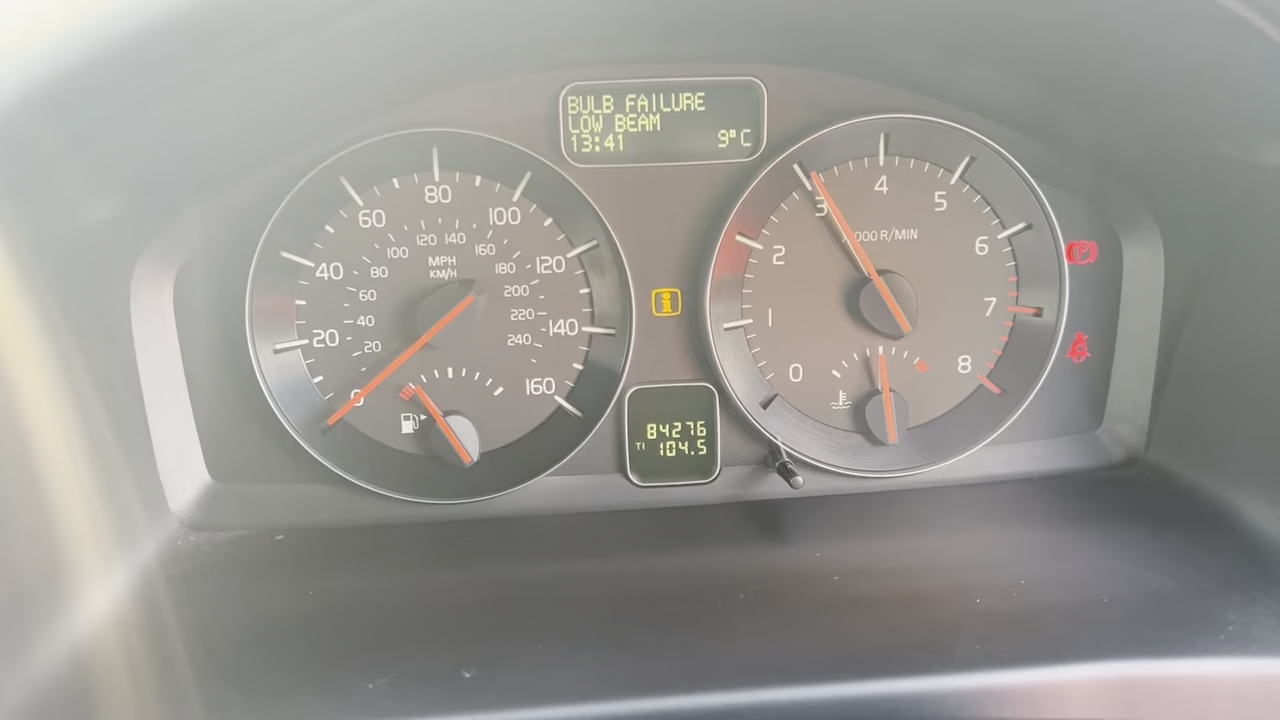 BULB FAILURE
LOW BEAM
13:41 9°C
0 20 40 60 80 100 120 140 160
20 40 60 80 100 120 140 160 180 200 220 240
MPH
KM/H
0 1 2 3 4 5 6 7 8
000 R/MIN
P
84276
T1 104.5